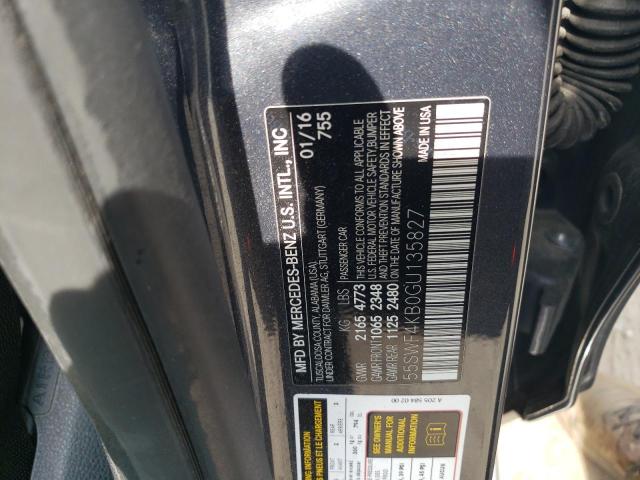 MFD BY MERCEDES-BENZ U.S. INTL., INC
TUSCALOOSA COUNTY, ALABAMA (USA),
UNDER CONTRACT FOR DAIMLER AG, STUTTGART (GERMANY)
01/16
755
KG LBS PASSENGER CAR
GVWR 2165 4773 THIS VEHICLE CONFORMS TO ALL APPLICABLE
GAWR FRONT 1065 2348 U.S. FEDERAL MOTOR VEHICLE SAFETY, BUMPER
GAWR REAR 1125 2480 AND THEFT PREVENTION STANDARDS IN EFFECT
ON THE DATE OF MANUFACTURE SHOWN ABOVE
55SWF4KB0GU135827
MADE IN USA
A 205 584 02 00
SEE OWNER'S
MANUAL FOR
ADDITIONAL
INFORMATION